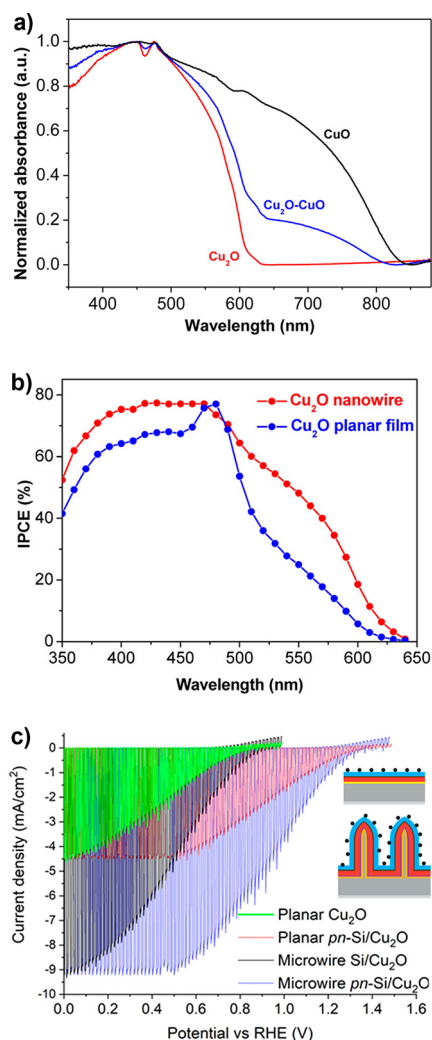 a)
Normalized absorbance (a.u.)
1.0
0.8
0.6
0.4
0.2
0.0
CuO
Cu₂O-CuO
Cu₂O
400 500 600 700 800
Wavelength (nm)
b)
IPCE (%)
80
60
40
20
0
Cu₂O nanowire
Cu₂O planar film
350 400 450 500 550 600 650
Wavelength (nm)
c)
Current density (mA/cm²)
0
-1
-2
-3
-4
-5
-6
-7
-8
-9
-10
Planar Cu₂O
Planar pn-Si/Cu₂O
Microwire Si/Cu₂O
Microwire pn-Si/Cu₂O
0.0 0.2 0.4 0.6 0.8 1.0 1.2 1.4 1.6
Potential vs RHE (V)